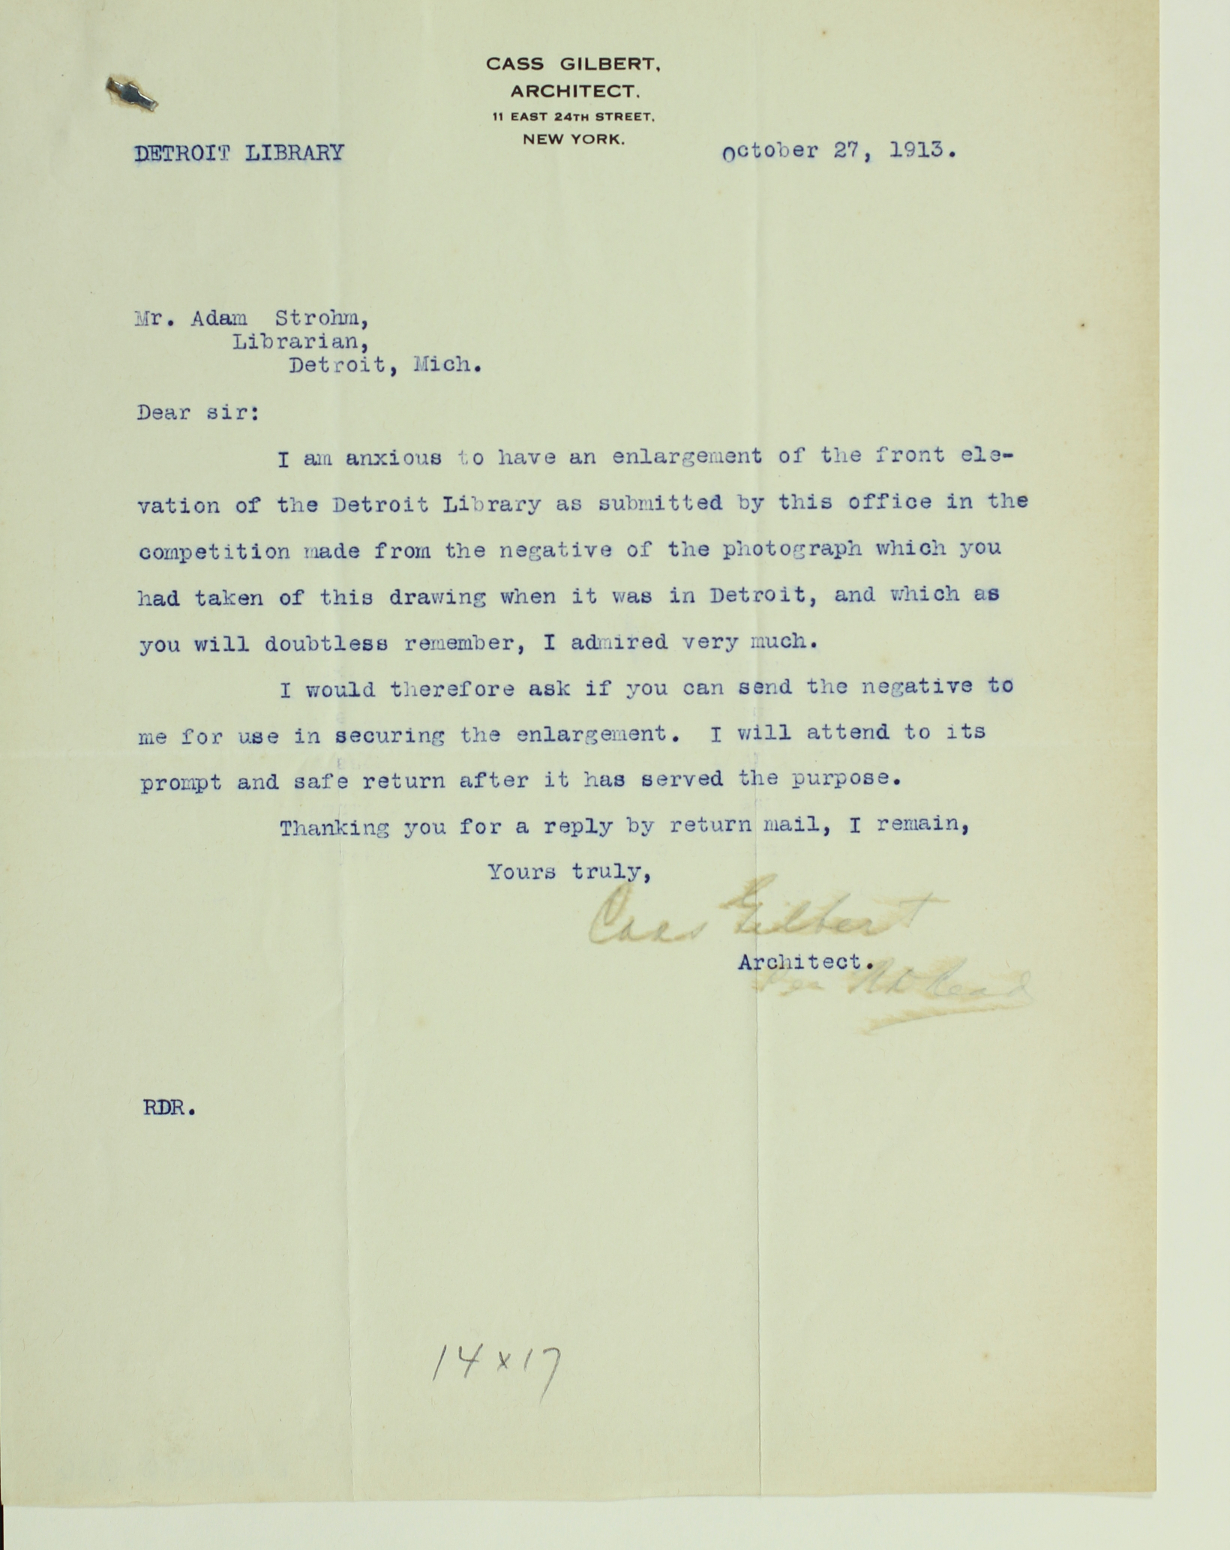 CASS GILBERT,
ARCHITECT.
11 EAST 24TH STREET,
NEW YORK.
DETROIT LIBRARY
October 27, 1913.
Mr. Adam Strohm,
Librarian,
Detroit, Mich.
Dear sir:
I am anxious to have an enlargement of the front ele-
vation of the Detroit Library as submitted by this office in the
competition made from the negative of the photograph which you
had taken of this drawing when it was in Detroit, and which as
you will doubtless remember, I admired very much.
I would therefore ask if you can send the negative to
me for use in securing the enlargement. I will attend to its
prompt and safe return after it has served the purpose.
Thanking you for a reply by return mail, I remain,
Yours truly,
Cass Gilbert
Architect.
Per
RDR.
14 x 17